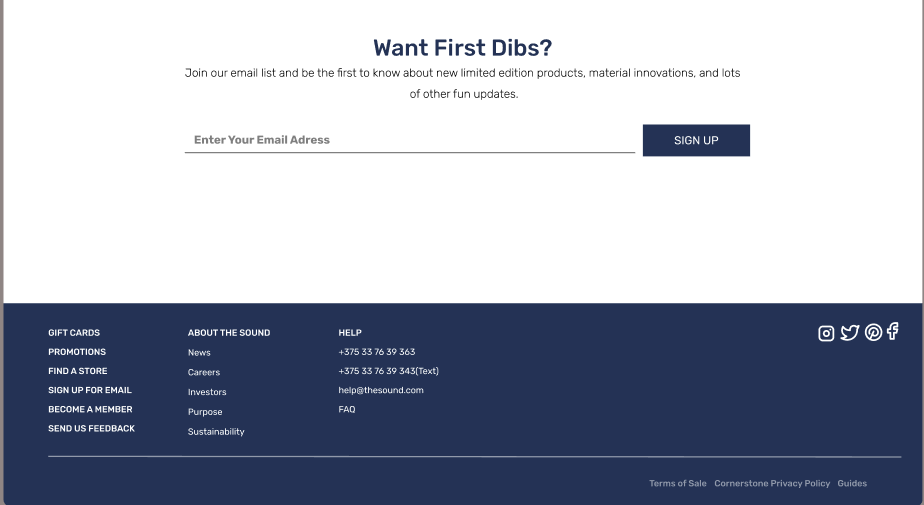 Want First Dibs?
Join our email list and be the first to know about new limited edition products, material innovations, and lots
of other fun updates.
Enter Your Email Adress
SIGN UP
GIFT CARDS
PROMOTIONS
FIND A STORE
SIGN UP FOR EMAIL
BECOME A MEMBER
SEND US FEEDBACK
ABOUT THE SOUND
News
Careers
Investors
Purpose
Sustainability
HELP
+375 33 76 39 363
+375 33 76 39 343(Text)
help@thesound.com
FAQ
Terms of Sale Cornerstone Privacy Policy Guides